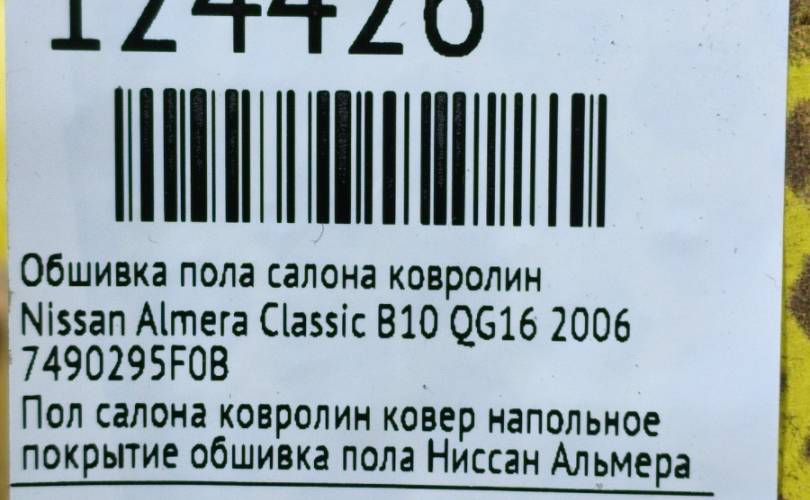 124426
Обшивка пола салона ковролин
Nissan Almera Classic B10 QG16 2006
7490295F0B
Пол салона ковролин ковер напольное
покрытие обшивка пола Ниссан Альмера